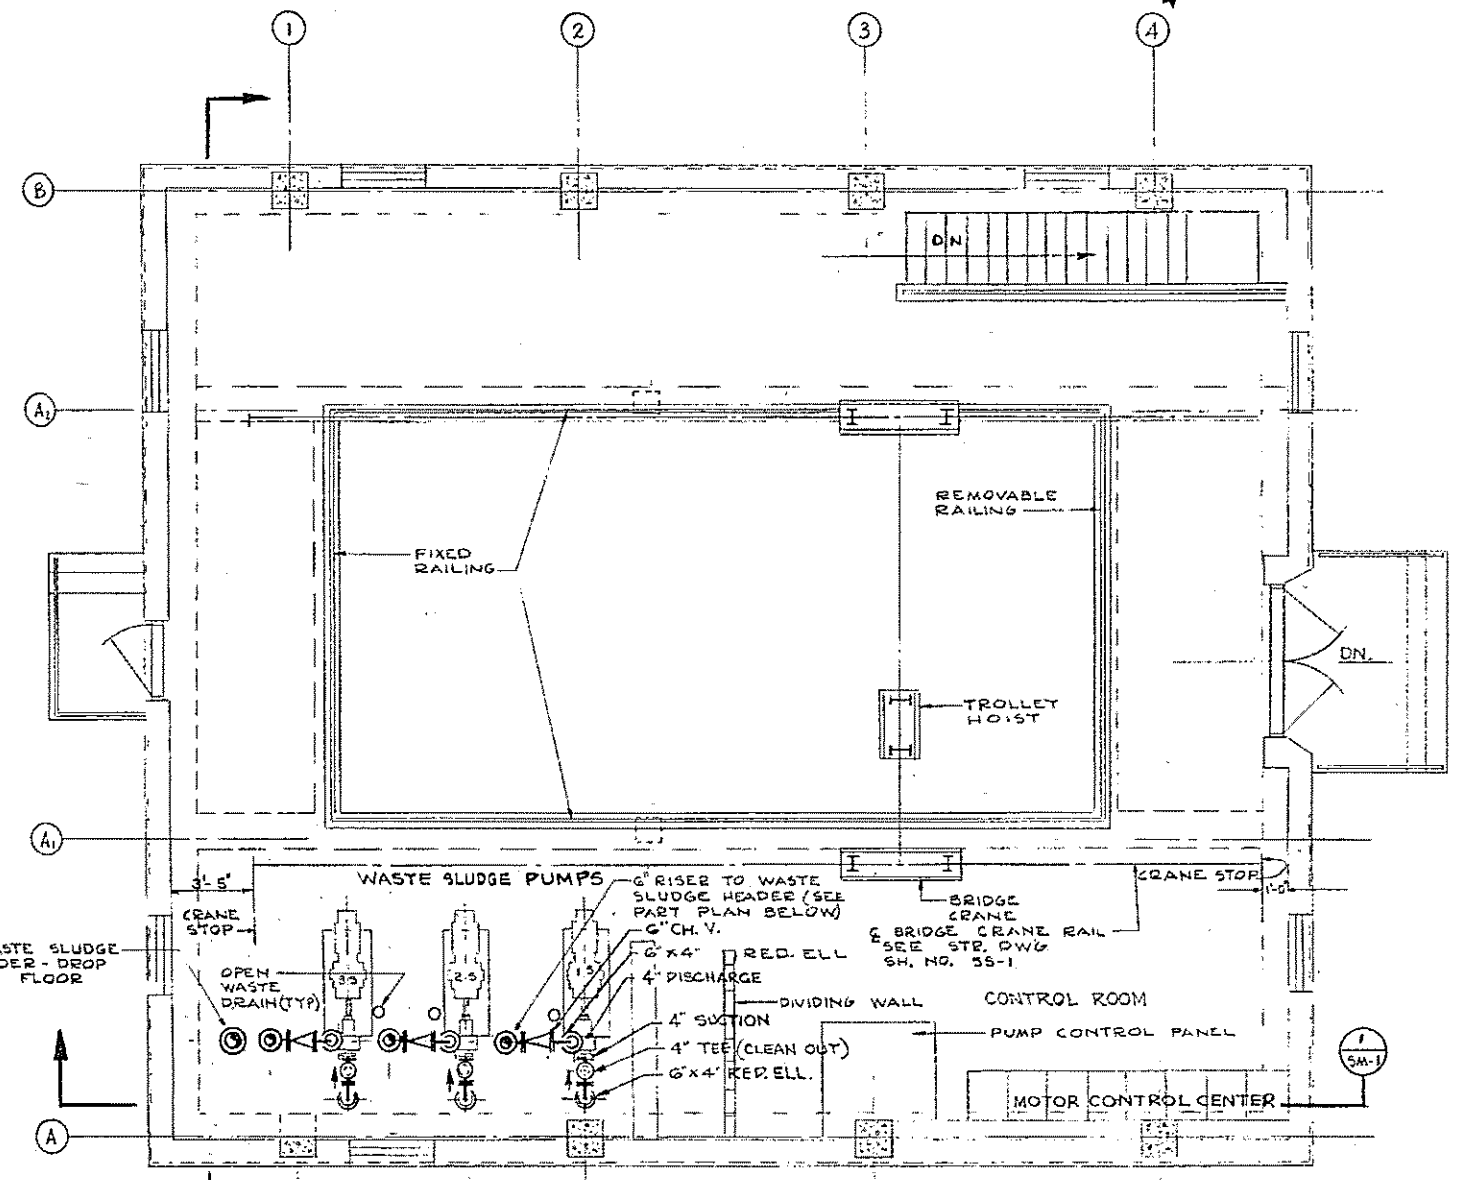 1
2
3
4
B
DN
A2
REMOVABLE
RAILING
FIXED
RAILING
DN.
TROLLEY
HOIST
A1
3'-5"
WASTE SLUDGE PUMPS
6" RISER TO WASTE
SLUDGE HEADER (SEE
PART PLAN BELOW)
CRANE STOP
1'-0"
CRANE
STOP
6" CH. V.
BRIDGE
CRANE
℄ BRIDGE CRANE RAIL
SEE STR. DWG
SH. NO. SS-1
WASTE SLUDGE
DER - DROP
FLOOR
6" X 4" RED. ELL
OPEN
WASTE
DRAIN (TYP)
3-S
2-S
1-S
4" DISCHARGE
DIVIDING WALL
CONTROL ROOM
4" SUCTION
PUMP CONTROL PANEL
4" TEE (CLEAN OUT)
6" X 4" RED. ELL.
1
SM-1
MOTOR CONTROL CENTER
A